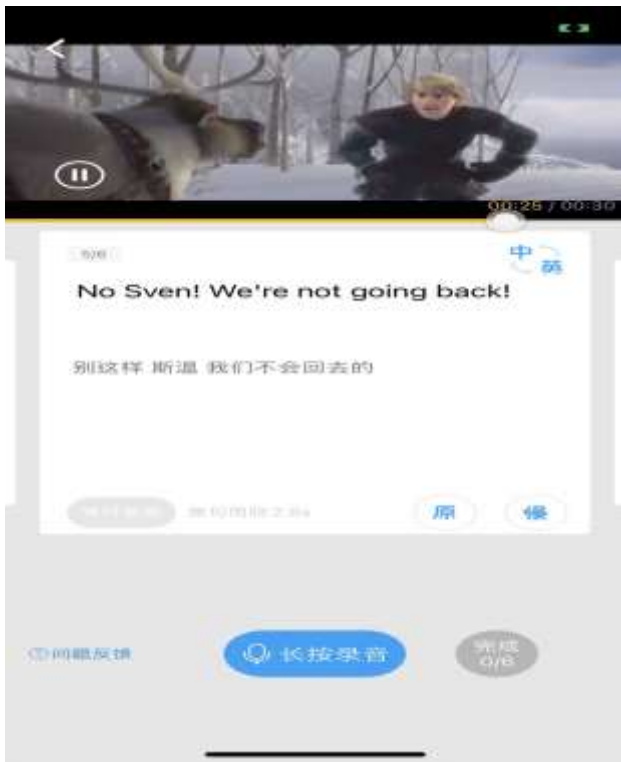 00:25 / 00:30
5/6
中
英
No Sven! We're not going back!
别这样 斯温 我们不会回去的
原
慢
问题反馈
长按录音
完成
0/6